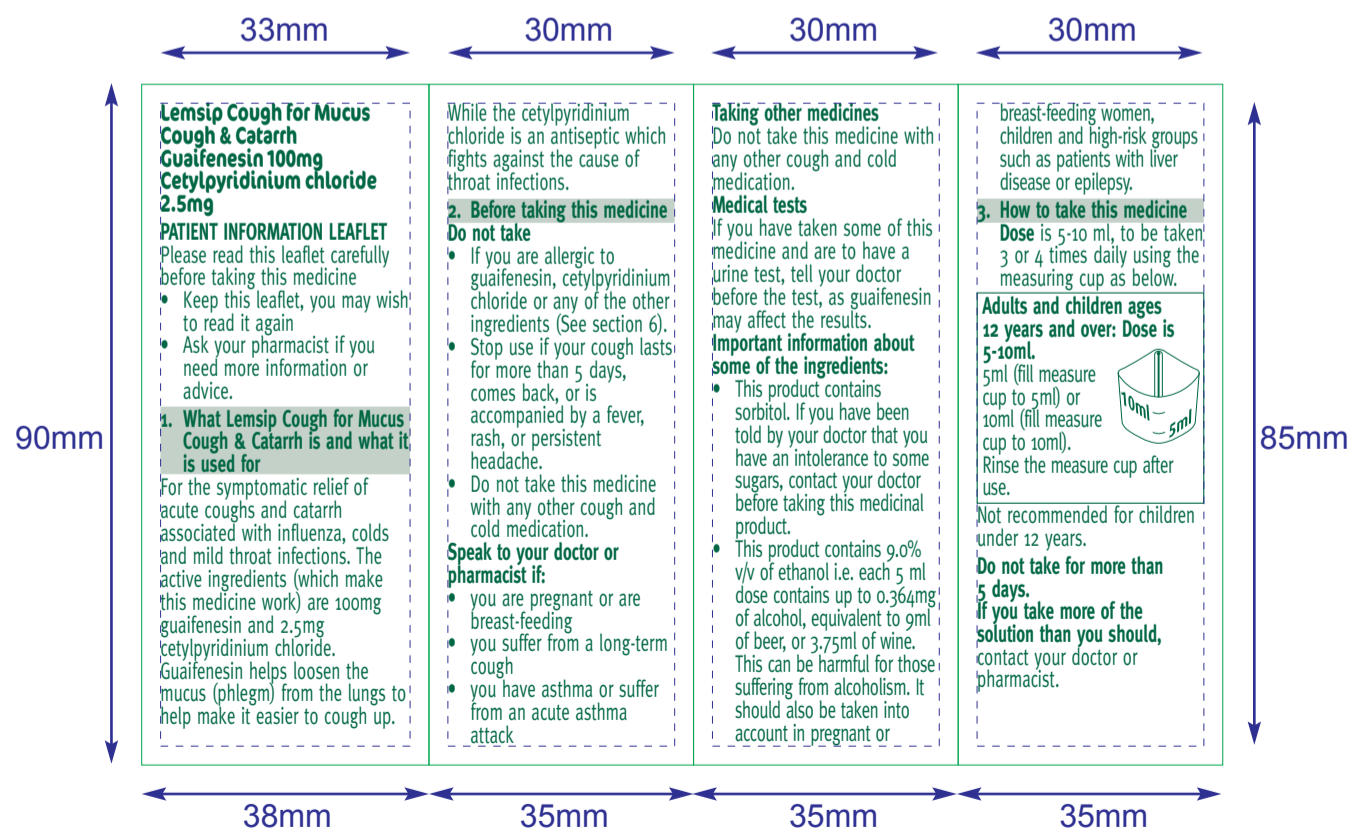 33mm
30mm
30mm
30mm
90mm
Lemsip Cough for Mucus
Cough & Catarrh
Guaifenesin 100mg
Cetylpyridinium chloride
2.5mg
PATIENT INFORMATION LEAFLET
Please read this leaflet carefully
before taking this medicine
• Keep this leaflet, you may wish
to read it again
• Ask your pharmacist if you
need more information or
advice.
1. What Lemsip Cough for Mucus
Cough & Catarrh is and what it
is used for
For the symptomatic relief of
acute coughs and catarrh
associated with influenza, colds
and mild throat infections. The
active ingredients (which make
this medicine work) are 100mg
guaifenesin and 2.5mg
cetylpyridinium chloride.
Guaifenesin helps loosen the
mucus (phlegm) from the lungs to
help make it easier to cough up.
While the cetylpyridinium
chloride is an antiseptic which
fights against the cause of
throat infections.
2. Before taking this medicine
Do not take
• If you are allergic to
guaifenesin, cetylpyridinium
chloride or any of the other
ingredients (See section 6).
• Stop use if your cough lasts
for more than 5 days,
comes back, or is
accompanied by a fever,
rash, or persistent
headache.
• Do not take this medicine
with any other cough and
cold medication.
Speak to your doctor or
pharmacist if:
• you are pregnant or are
breast-feeding
• you suffer from a long-term
cough
• you have asthma or suffer
from an acute asthma
attack
Taking other medicines
Do not take this medicine with
any other cough and cold
medication.
Medical tests
If you have taken some of this
medicine and are to have a
urine test, tell your doctor
before the test, as guaifenesin
may affect the results.
Important information about
some of the ingredients:
• This product contains
sorbitol. If you have been
told by your doctor that you
have an intolerance to some
sugars, contact your doctor
before taking this medicinal
product.
• This product contains 9.0%
v/v of ethanol i.e. each 5 ml
dose contains up to 0.364mg
of alcohol, equivalent to 9ml
of beer, or 3.75ml of wine.
This can be harmful for those
suffering from alcoholism. It
should also be taken into
account in pregnant or
breast-feeding women,
children and high-risk groups
such as patients with liver
disease or epilepsy.
3. How to take this medicine
Dose is 5-10 ml, to be taken
3 or 4 times daily using the
measuring cup as below.
Adults and children ages
12 years and over: Dose is
5-10ml.
5ml (fill measure
cup to 5ml) or
10ml (fill measure
cup to 10ml).
10ml
5ml
Rinse the measure cup after
use.
Not recommended for children
under 12 years.
Do not take for more than
5 days.
If you take more of the
solution than you should,
contact your doctor or
pharmacist.
85mm
38mm
35mm
35mm
35mm